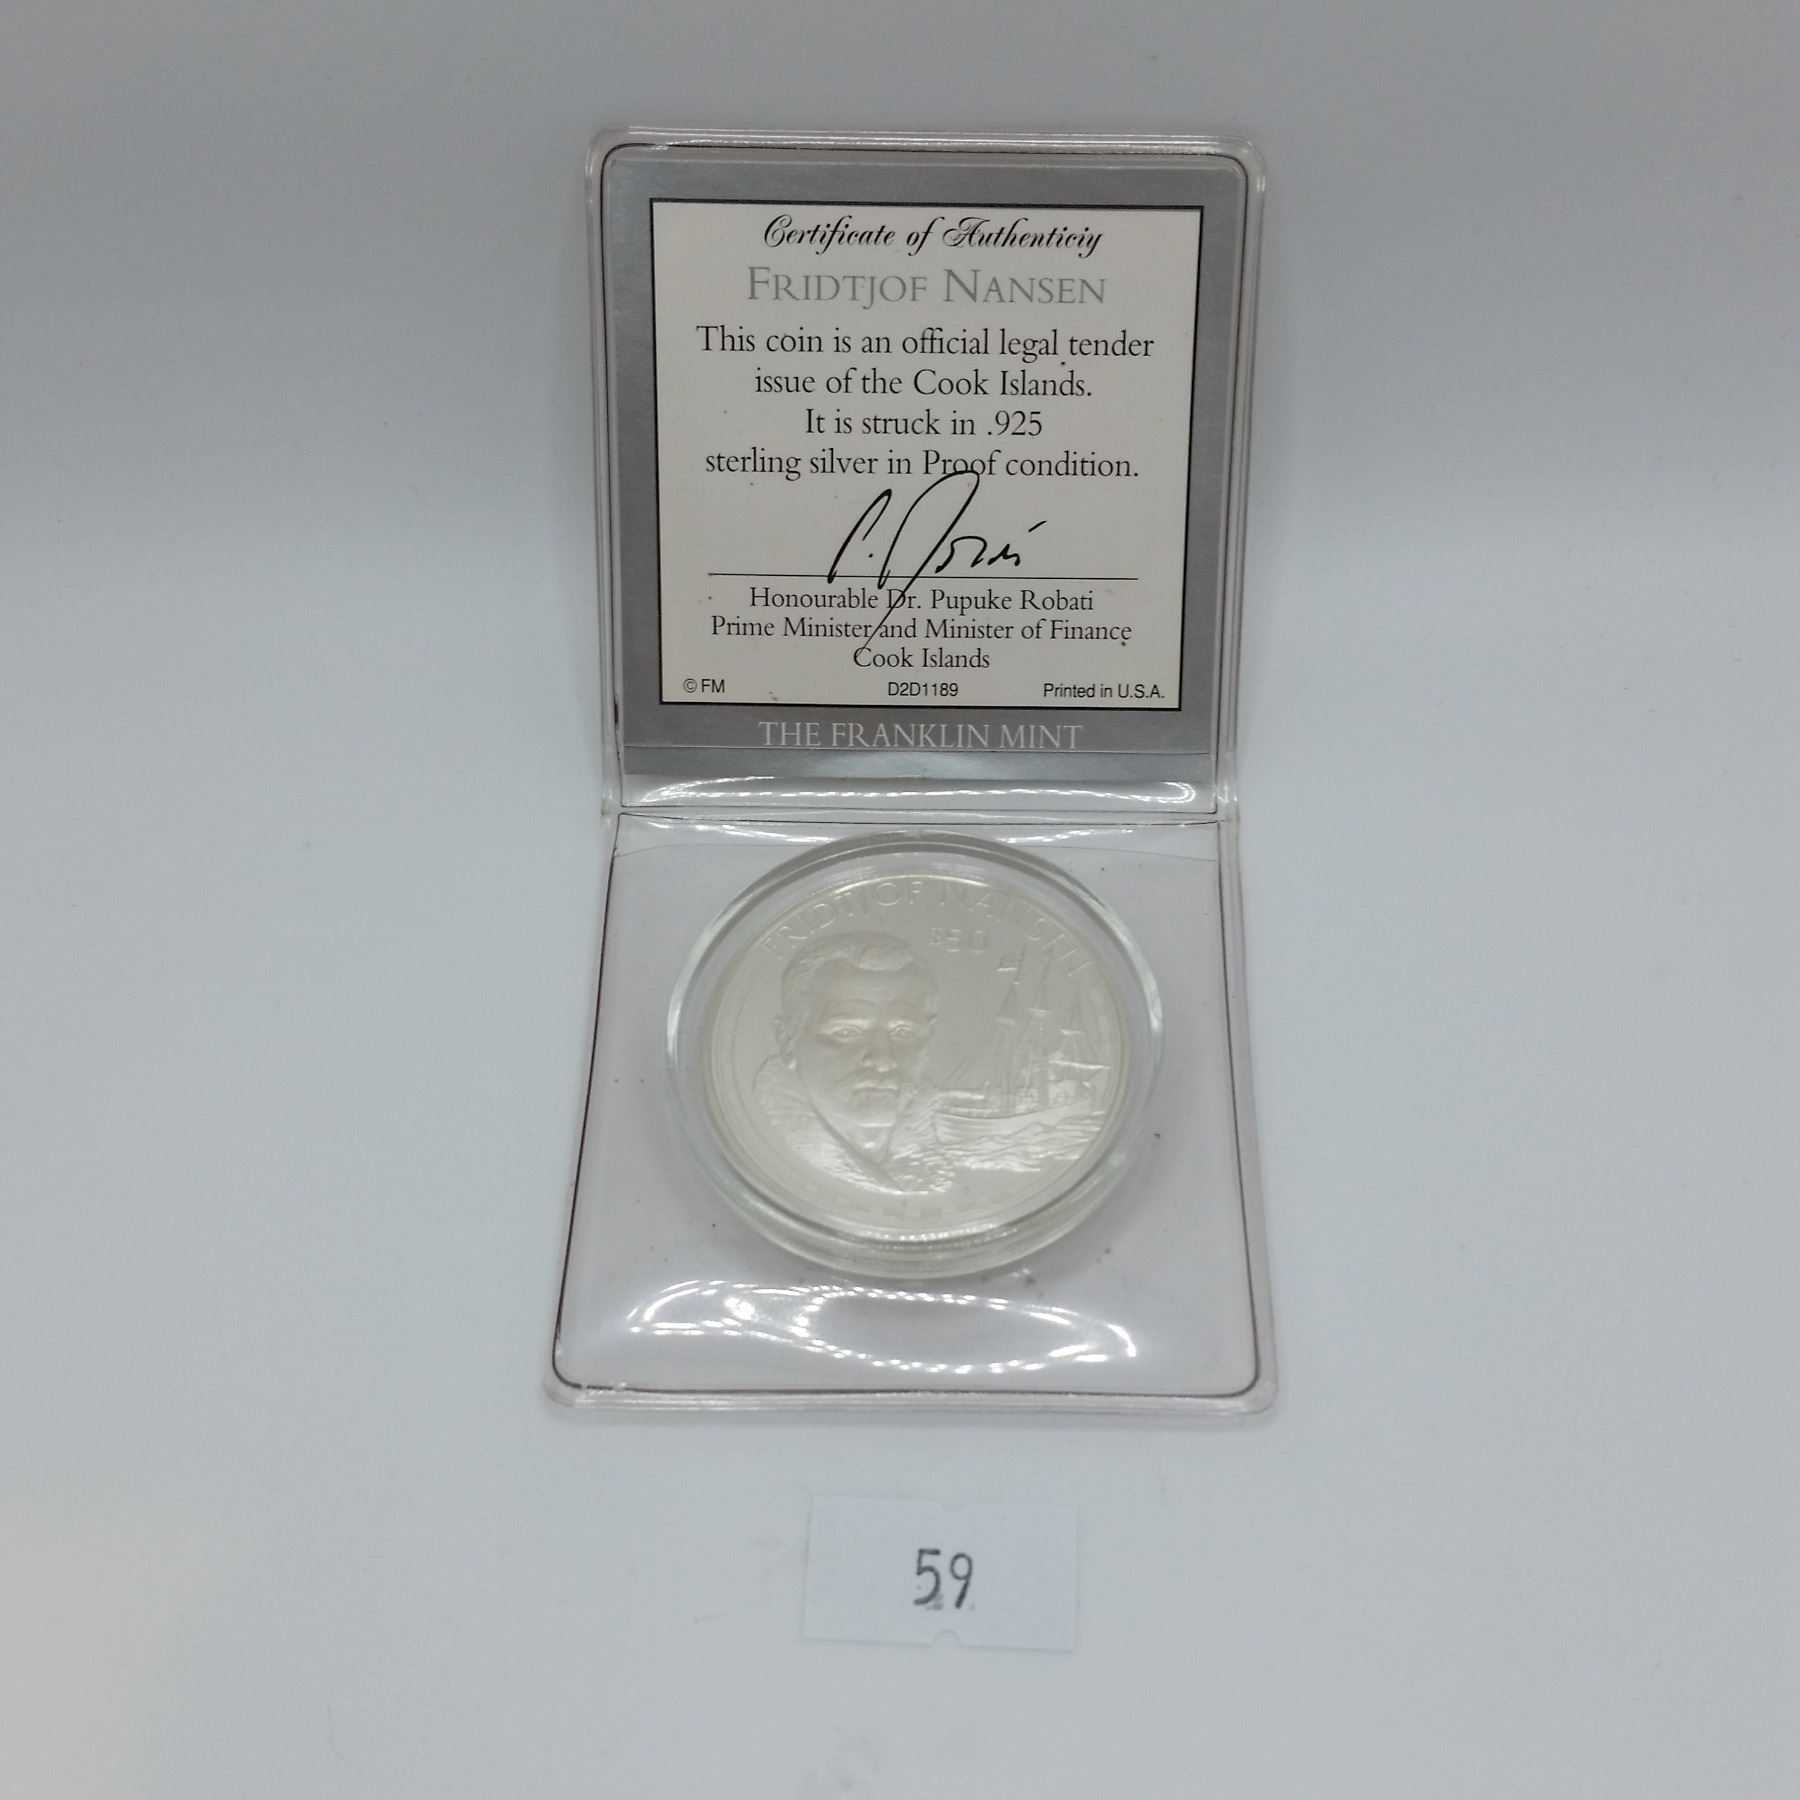 Certificate of Authenticiy
FRIDTJOF NANSEN
This coin is an official legal tender
issue of the Cook Islands.
It is struck in .925
sterling silver in Proof condition.
Honourable Dr. Pupuke Robati
Prime Minister and Minister of Finance
Cook Islands
© FM D2D1189 Printed in U.S.A.
THE FRANKLIN MINT
FRIDTJOF NANSEN
$50
59